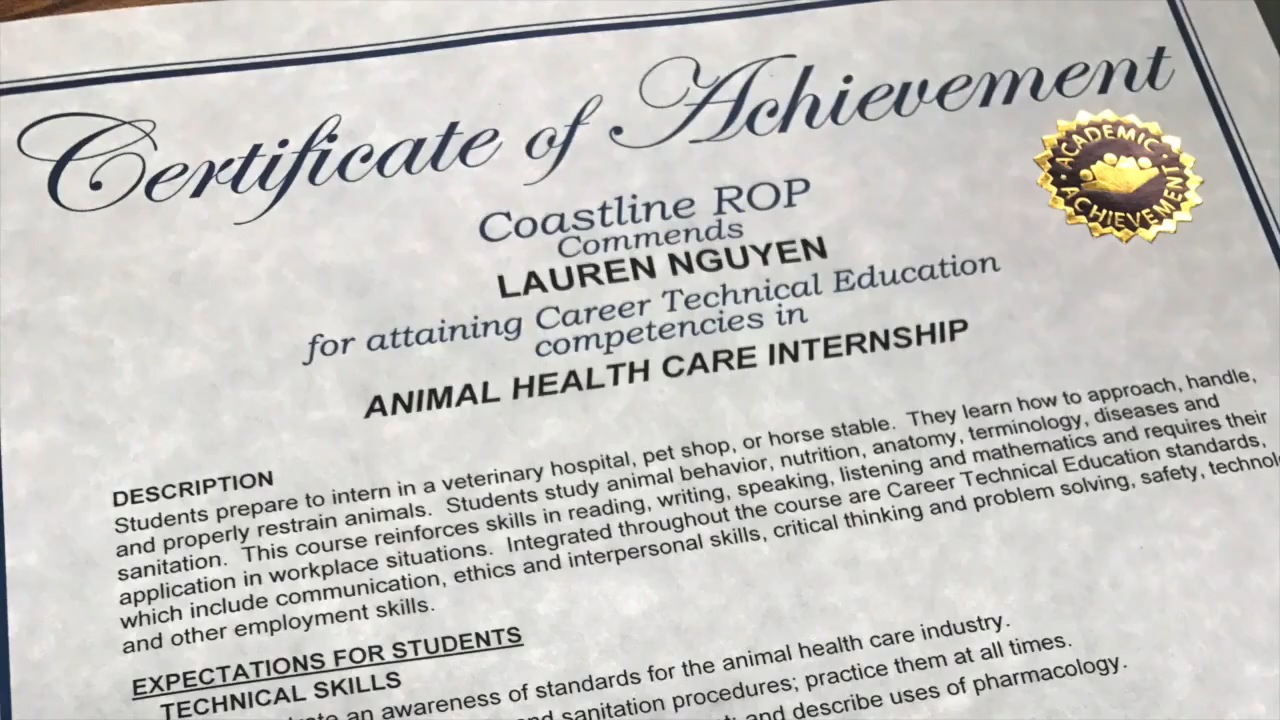 Certificate of Achievement
ACADEMIC
ACHIEVEMENT
Coastline ROP
Commends
LAUREN NGUYEN
for attaining Career Technical Education
competencies in
ANIMAL HEALTH CARE INTERNSHIP
DESCRIPTION
Students prepare to intern in a veterinary hospital, pet shop, or horse stable. They learn how to approach, handle,
and properly restrain animals. Students study animal behavior, nutrition, anatomy, terminology, diseases and
sanitation. This course reinforces skills in reading, writing, speaking, listening and mathematics and requires their
application in workplace situations. Integrated throughout the course are Career Technical Education standards,
which include communication, ethics and interpersonal skills, critical thinking and problem solving, safety,
and other employment skills.
EXPECTATIONS FOR STUDENTS
TECHNICAL SKILLS
an awareness of standards for the animal health care industry.
sanitation procedures; practice them at all times.
and describe uses of pharmacology.